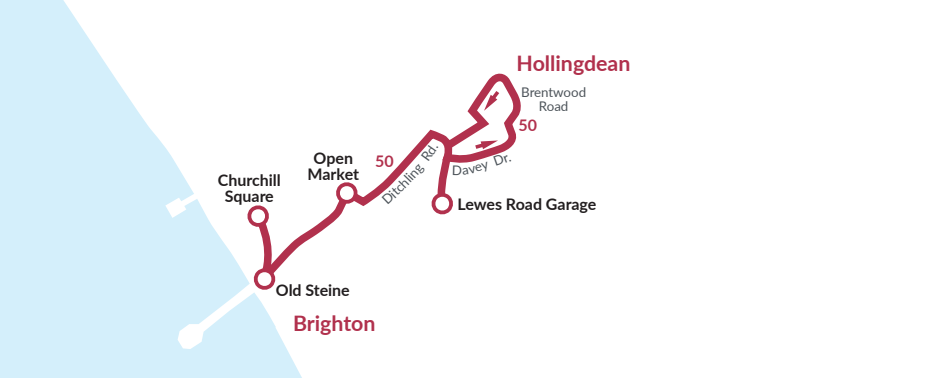 Hollingdean
Brentwood
Road
50
Open
Market
50
Ditchling Rd.
Davey Dr.
Churchill
Square
Lewes Road Garage
Old Steine
Brighton